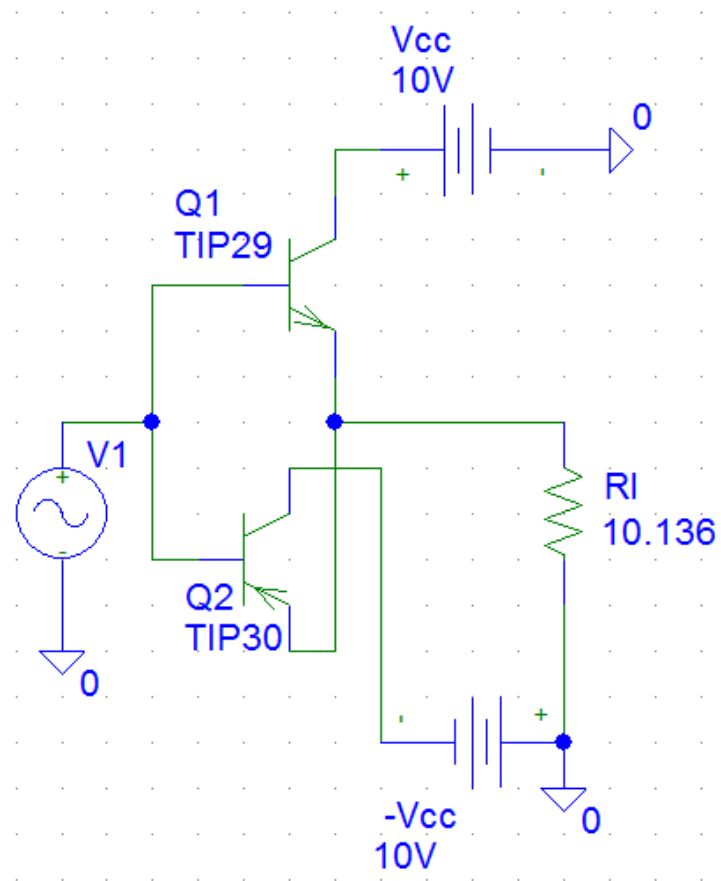 Vcc
10V
0
+
-
Q1
TIP29
V1
+
-
0
Q2
TIP30
Rl
10.136
-
+
0
-Vcc
10V